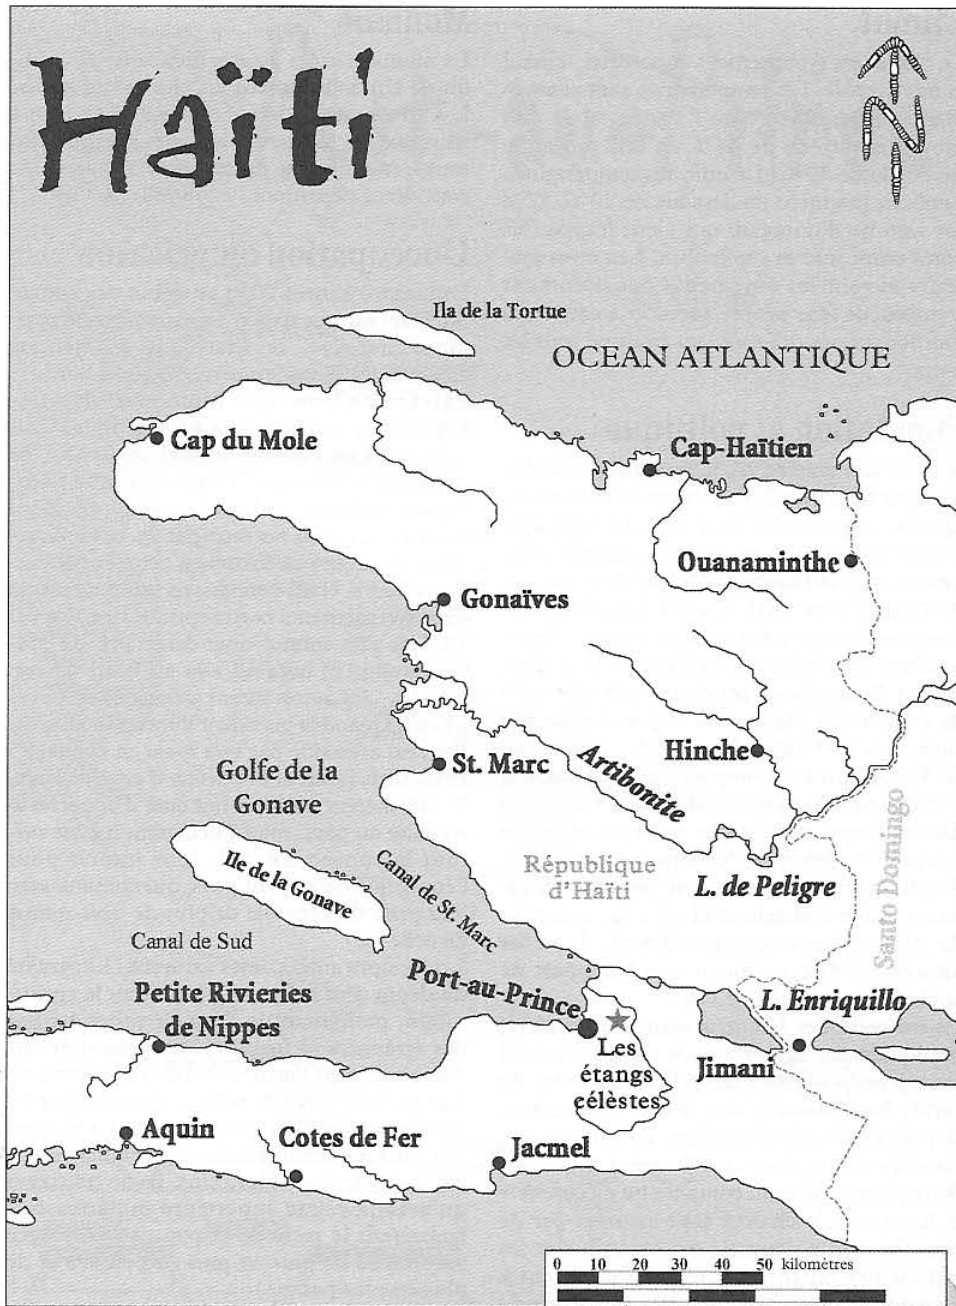 Haïti
N
Ila de la Tortue
OCEAN ATLANTIQUE
Cap du Mole
Cap-Haïtien
Ouanaminthe
Gonaïves
Hinche
St. Marc
Artibonite
Golfe de la
Gonave
Santo Domingo
République
d'Haïti
L. de Peligre
Ile de la Gonave
Canal de St. Marc
Canal de Sud
Port-au-Prince
L. Enriquillo
Petite Rivieries
de Nippes
Les
étangs
célèstes
Jimani
Aquin
Cotes de Fer
Jacmel
0 10 20 30 40 50 kilomètres